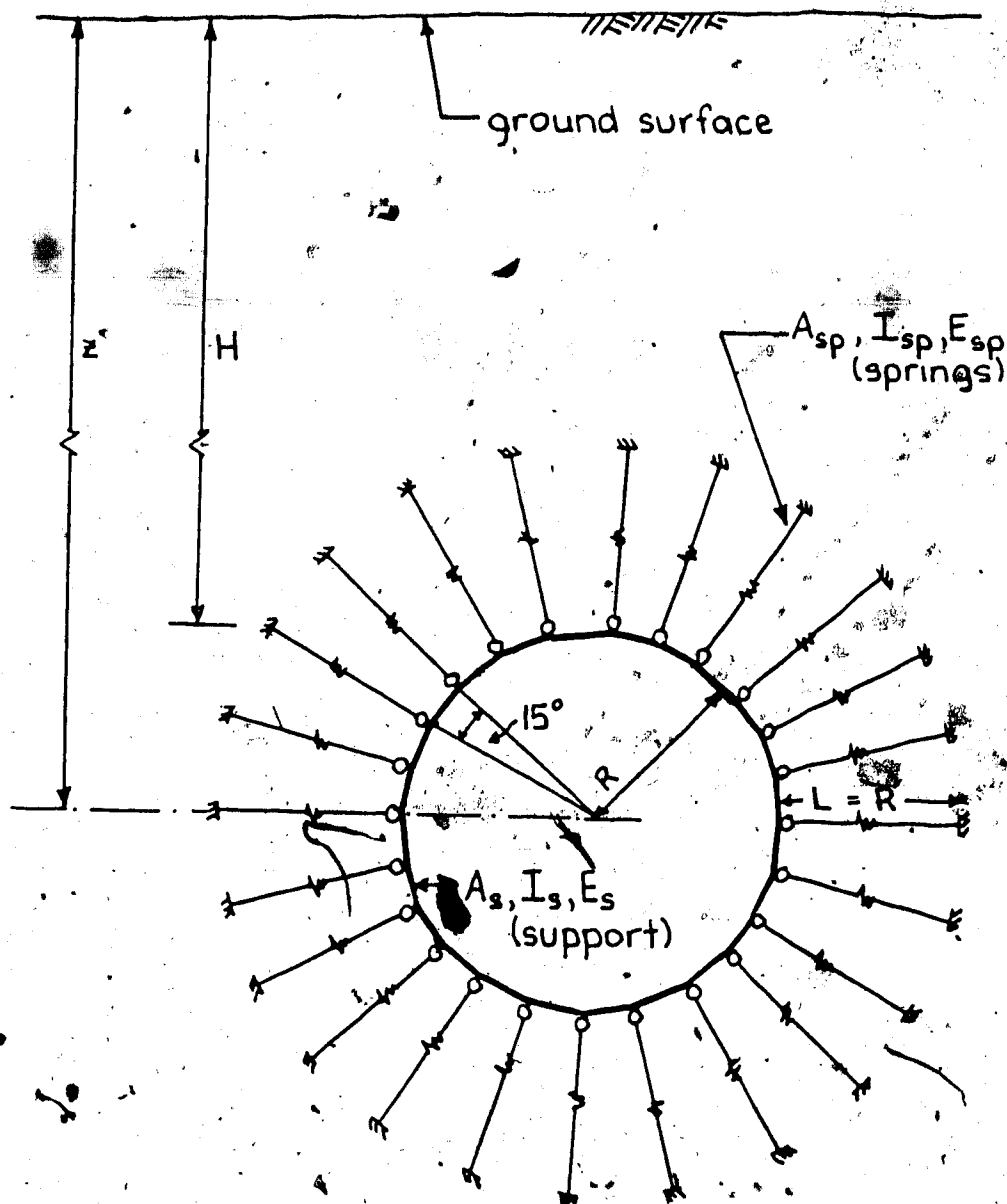 ground surface
H
A_sp, I_sp, E_sp
(springs)
15°
R
L = R
A_s, I_s, E_s
(support)